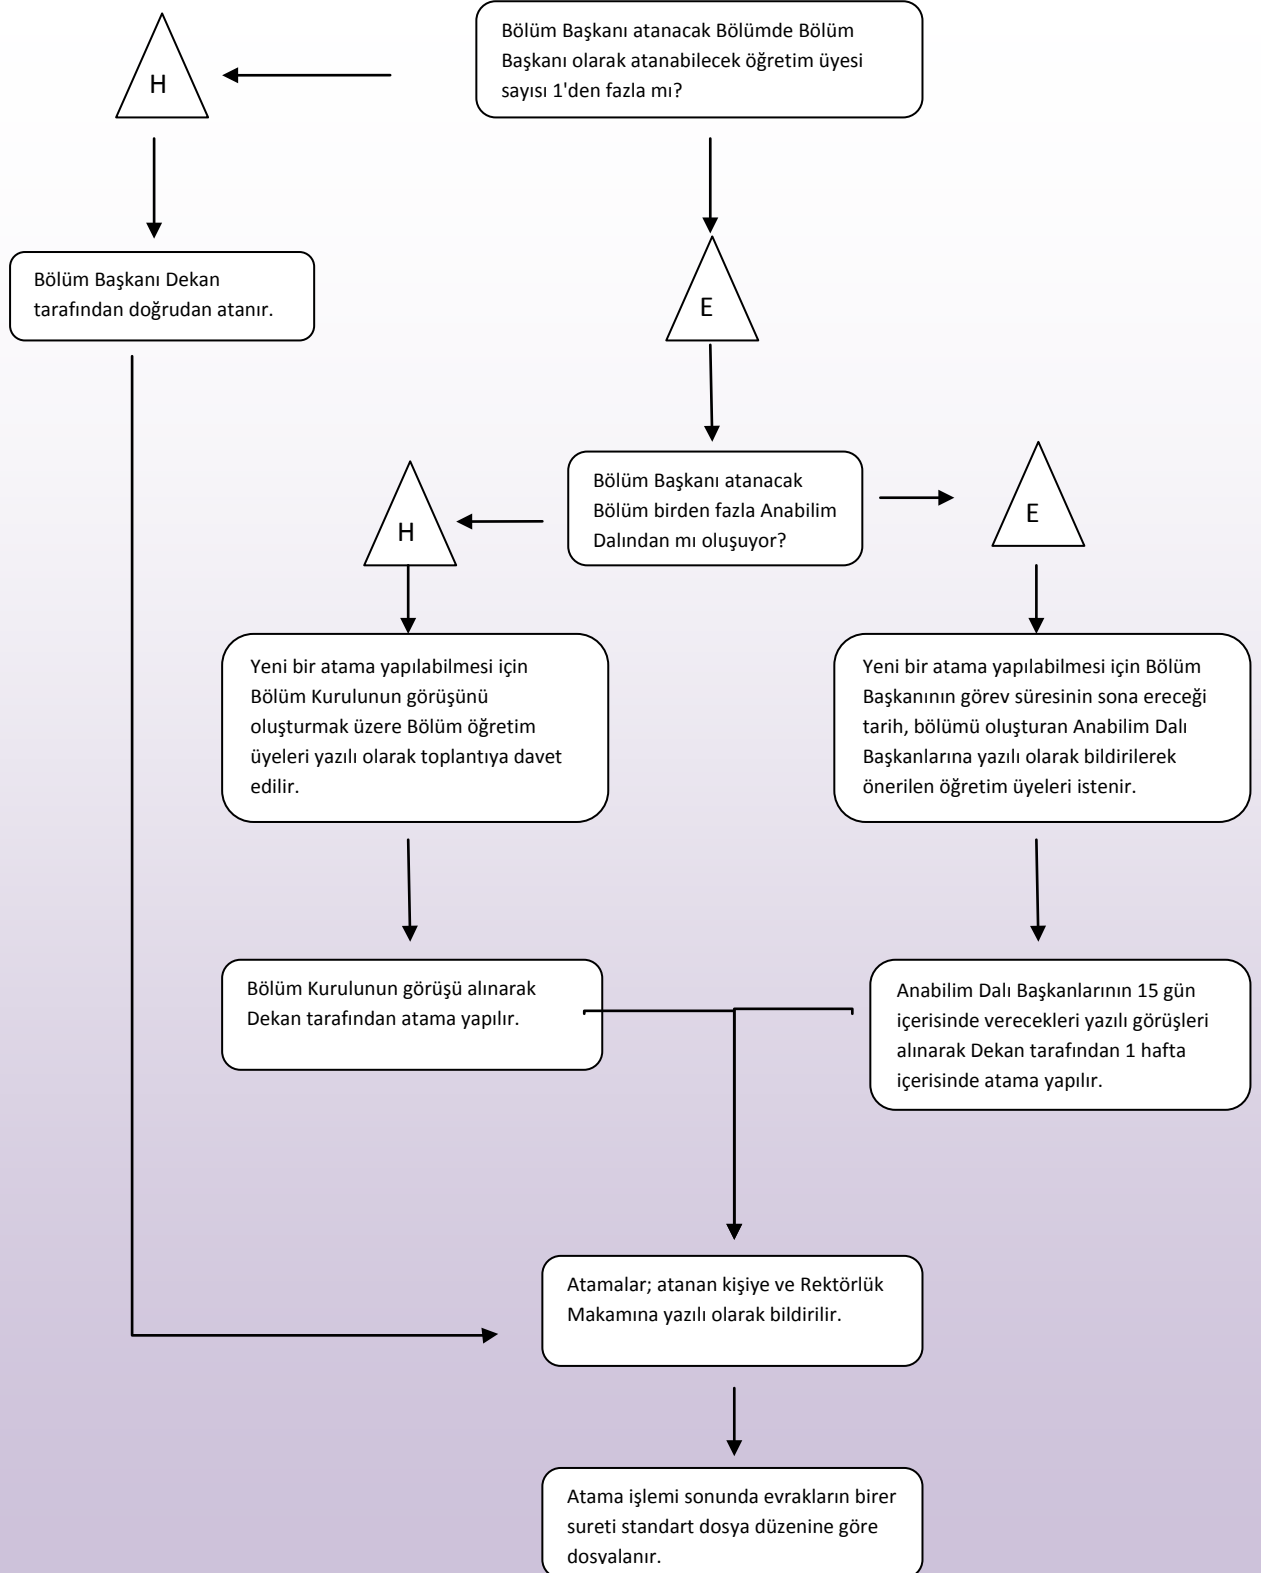 Bölüm Başkanı atanacak Bölümde Bölüm
Başkanı olarak atanabilecek öğretim üyesi
sayısı 1'den fazla mı?
H
Bölüm Başkanı Dekan
tarafından doğrudan atanır.
E
Bölüm Başkanı atanacak
Bölüm birden fazla Anabilim
Dalından mı oluşuyor?
H
E
Yeni bir atama yapılabilmesi için
Bölüm Kurulunun görüşünü
oluşturmak üzere Bölüm öğretim
üyeleri yazılı olarak toplantıya davet
edilir.
Yeni bir atama yapılabilmesi için Bölüm
Başkanının görev süresinin sona ereceği
tarih, bölümü oluşturan Anabilim Dalı
Başkanlarına yazılı olarak bildirilerek
önerilen öğretim üyeleri istenir.
Bölüm Kurulunun görüşü alınarak
Dekan tarafından atama yapılır.
Anabilim Dalı Başkanlarının 15 gün
içerisinde verecekleri yazılı görüşleri
alınarak Dekan tarafından 1 hafta
içerisinde atama yapılır.
Atamalar; atanan kişiye ve Rektörlük
Makamına yazılı olarak bildirilir.
Atama işlemi sonunda evrakların birer
sureti standart dosya düzenine göre
dosyalanır.